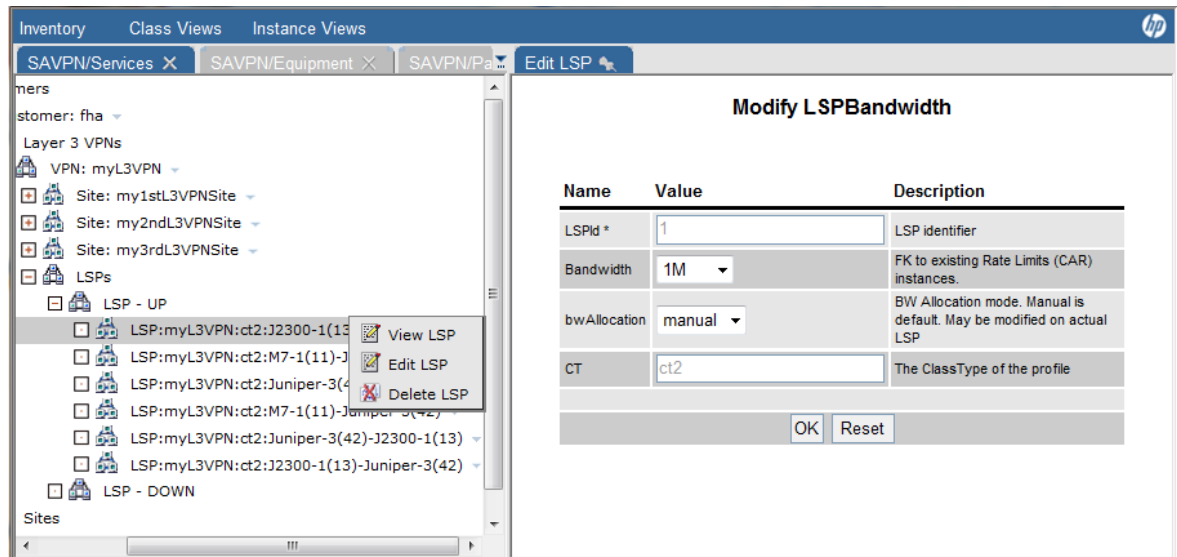 Inventory Class Views Instance Views
hp
SAVPN/Services SAVPN/Equipment SAVPN/Pa
Edit LSP
mers
stomer: fha
Layer 3 VPNs
VPN: myL3VPN
Site: my1stL3VPNSite
Site: my2ndL3VPNSite
Site: my3rdL3VPNSite
LSPs
LSP - UP
LSP:myL3VPN:ct2:J2300-1(13
LSP:myL3VPN:ct2:M7-1(11)-J
LSP:myL3VPN:ct2:Juniper-3(4
LSP:myL3VPN:ct2:M7-1(11)-Juniper-3(42)
LSP:myL3VPN:ct2:Juniper-3(42)-J2300-1(13)
LSP:myL3VPN:ct2:J2300-1(13)-Juniper-3(42)
LSP - DOWN
Sites
View LSP
Edit LSP
Delete LSP
Modify LSPBandwidth
Name Value Description
LSPId * 1 LSP identifier
Bandwidth 1M FK to existing Rate Limits (CAR)
instances.
bwAllocation manual BW Allocation mode. Manual is
default. May be modified on actual
LSP
CT ct2 The ClassType of the profile
OK Reset